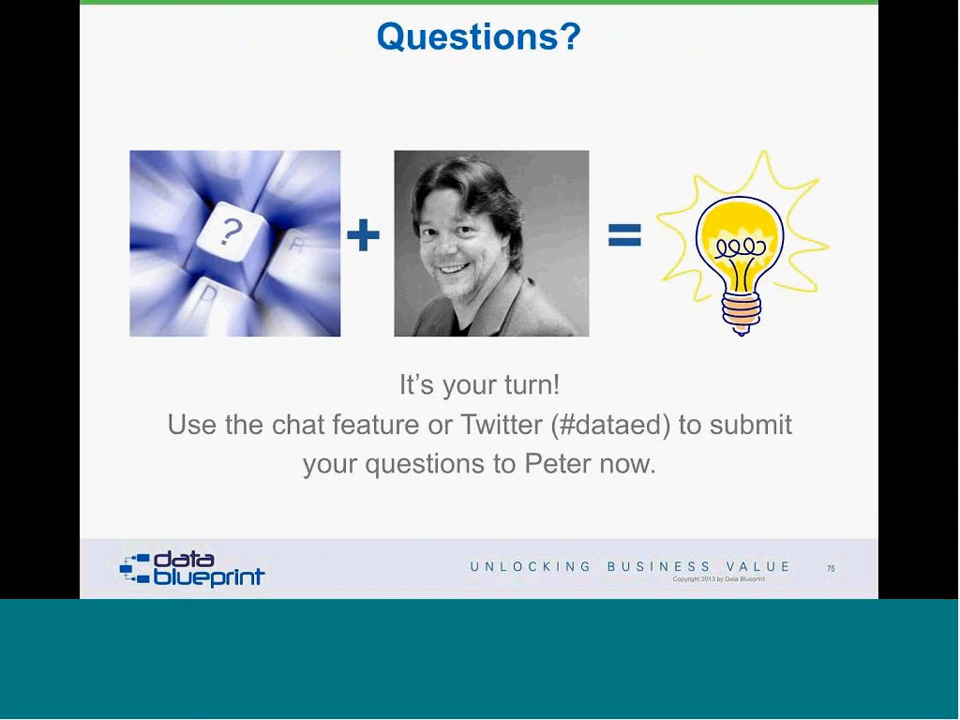 Questions?
?
+
=
It's your turn!
Use the chat feature or Twitter (#dataed) to submit
your questions to Peter now.
data
blueprint
UNLOCKING BUSINESS VALUE
75
Copyright 2013 by Data Blueprint